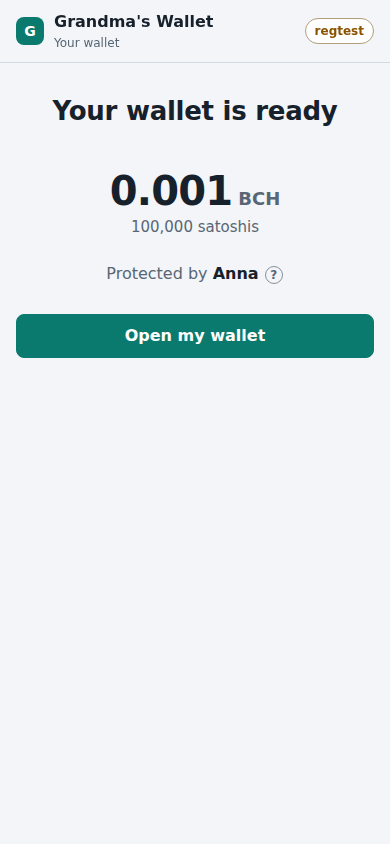 G
Grandma's Wallet
Your wallet
regtest
Your wallet is ready
0.001 BCH
100,000 satoshis
Protected by Anna ?
Open my wallet